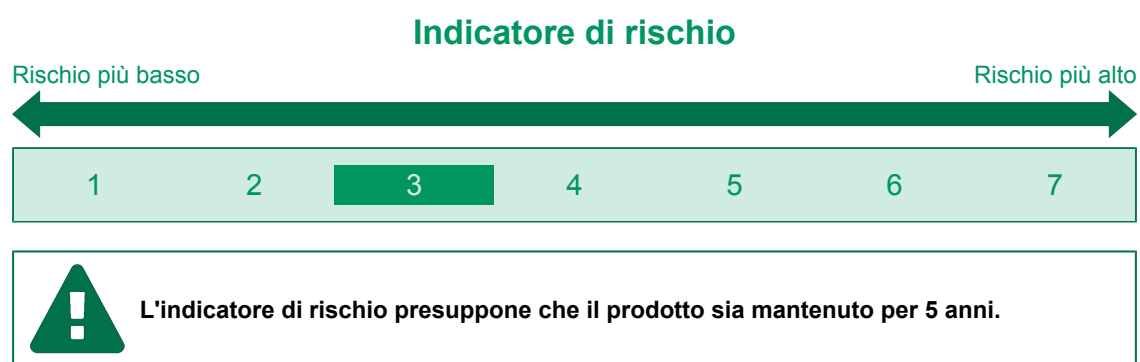 Indicatore di rischio
Rischio più basso Rischio più alto
1 2 3 4 5 6 7
L'indicatore di rischio presuppone che il prodotto sia mantenuto per 5 anni.